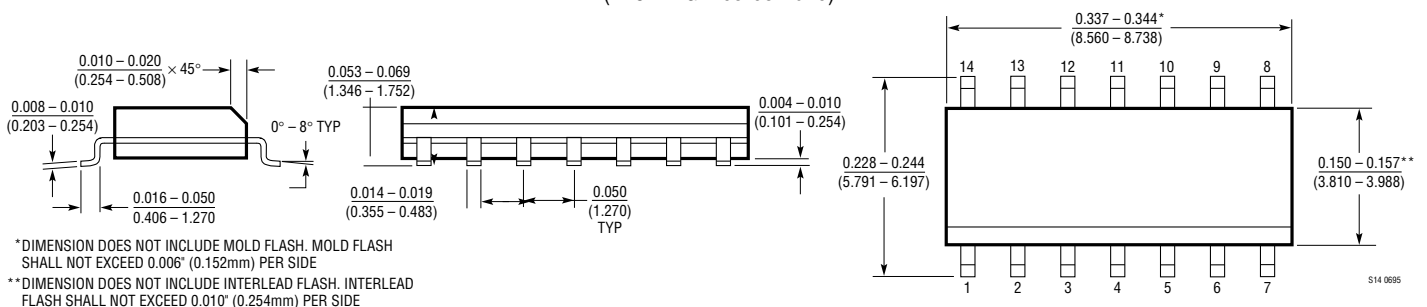 0.337 – 0.344*
(8.560 – 8.738)
0.010 – 0.020
(0.254 – 0.508)
× 45°
0.053 – 0.069
(1.346 – 1.752)
14 13 12 11 10 9 8
0.008 – 0.010
(0.203 – 0.254)
0° – 8° TYP
0.004 – 0.010
(0.101 – 0.254)
0.228 – 0.244
(5.791 – 6.197)
0.150 – 0.157**
(3.810 – 3.988)
0.016 – 0.050
0.406 – 1.270
0.014 – 0.019
(0.355 – 0.483)
0.050
(1.270)
TYP
1 2 3 4 5 6 7
*DIMENSION DOES NOT INCLUDE MOLD FLASH. MOLD FLASH
SHALL NOT EXCEED 0.006" (0.152mm) PER SIDE
**DIMENSION DOES NOT INCLUDE INTERLEAD FLASH. INTERLEAD
FLASH SHALL NOT EXCEED 0.010" (0.254mm) PER SIDE
S14 0695